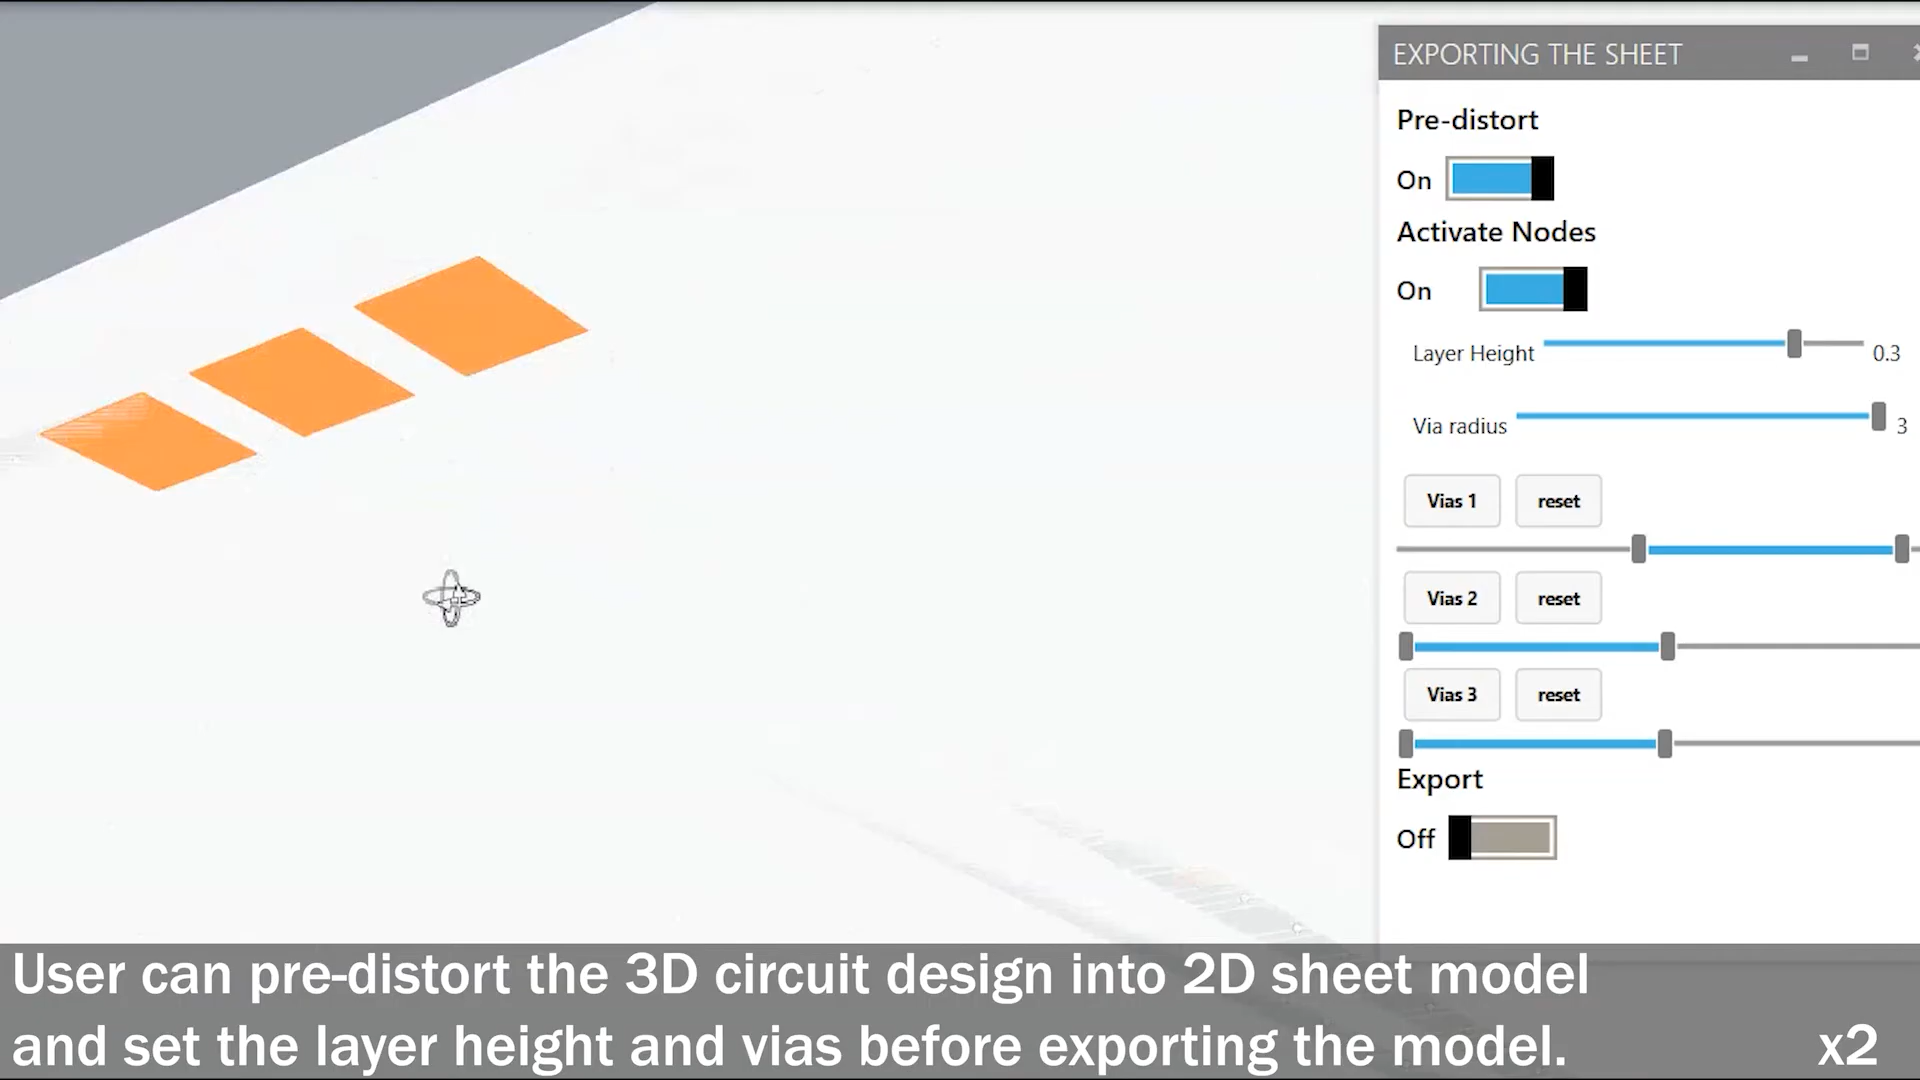 EXPORTING THE SHEET
Pre-distort
On
Activate Nodes
On
Layer Height 0.3
Via radius 3
Vias 1 reset
Vias 2 reset
Vias 3 reset
Export
Off
User can pre-distort the 3D circuit design into 2D sheet model
and set the layer height and vias before exporting the model. x2